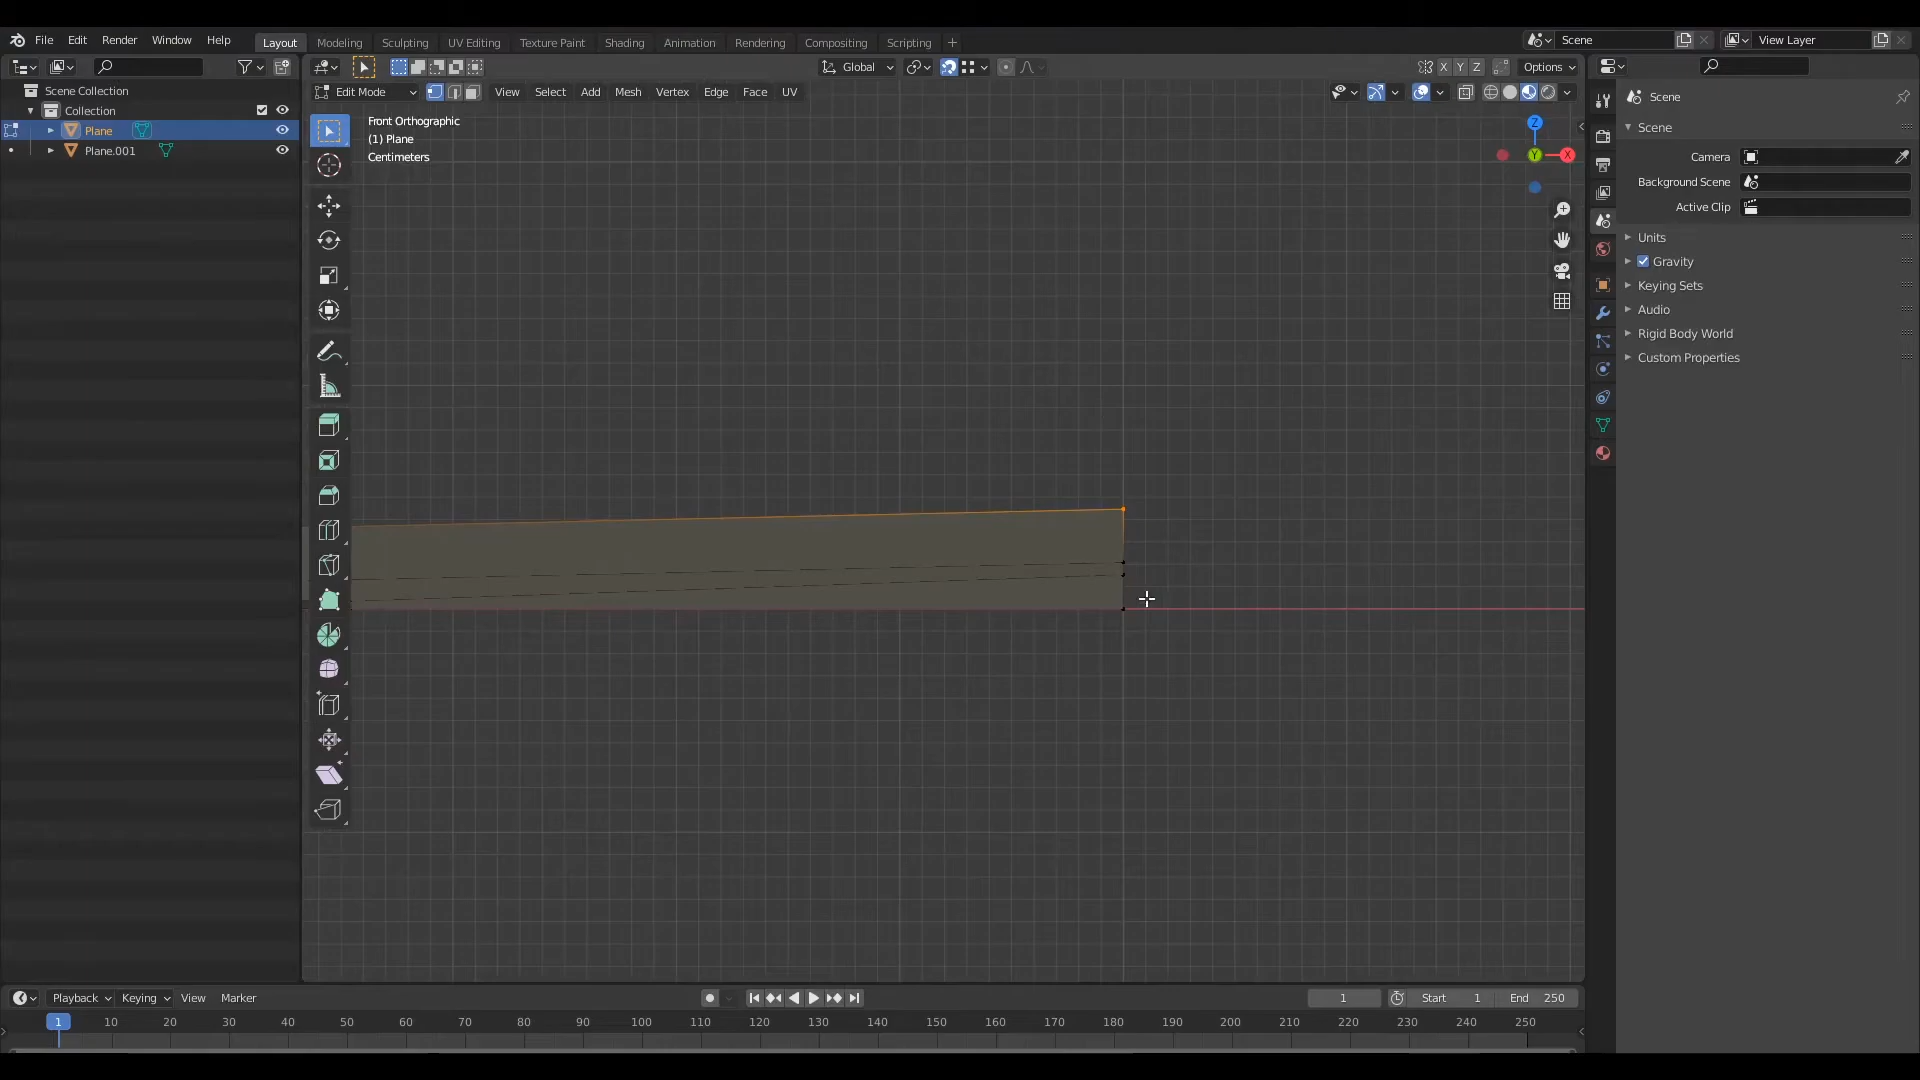 File Edit Render Window Help Layout Modeling Sculpting UV Editing Texture Paint Shading Animation Rendering Compositing Scripting Scene View Layer
Global Options
Scene Collection
Edit Mode View Select Add Mesh Vertex Edge Face UV
Collection
Plane
Plane.001
Front Orthographic
(1) Plane
Centimeters
X Y Z
Z
Y
X
Scene
Scene
Camera
Background Scene
Active Clip
Units
Gravity
Keying Sets
Audio
Rigid Body World
Custom Properties
Playback Keying View Marker 1 Start 1 End 250
1 10 20 30 40 50 60 70 80 90 100 110 120 130 140 150 160 170 180 190 200 210 220 230 240 250